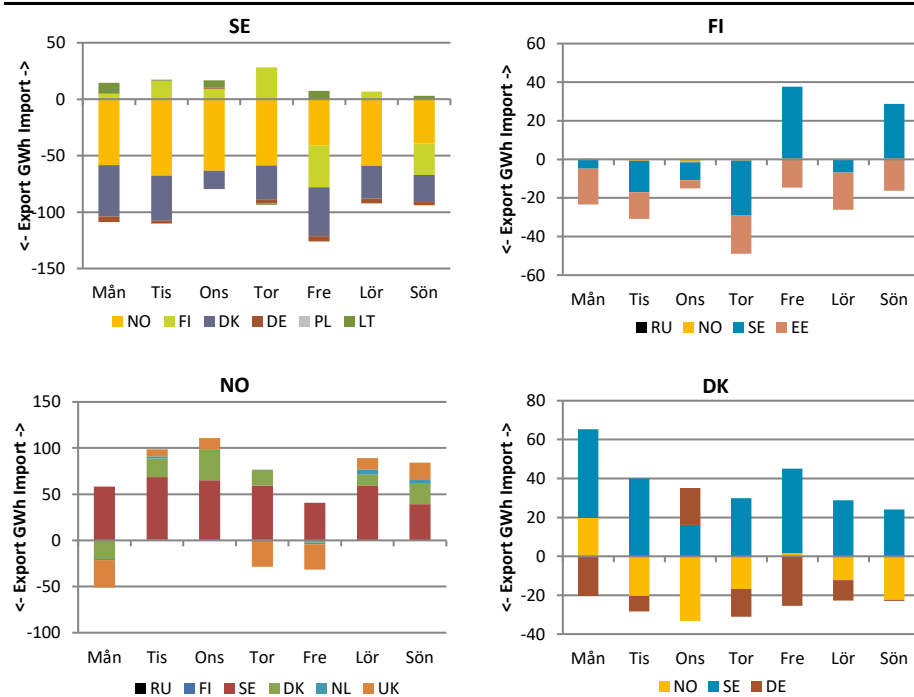 SE
<- Export GWh Import ->
50
0
-50
-100
-150
Mån Tis Ons Tor Fre Lör Sön
NO FI DK DE PL LT
FI
<- Export GWh Import ->
60
40
20
0
-20
-40
-60
Mån Tis Ons Tor Fre Lör Sön
RU NO SE EE
NO
<- Export GWh Import ->
150
100
50
0
-50
-100
Mån Tis Ons Tor Fre Lör Sön
RU FI SE DK NL UK
DK
<- Export GWh Import ->
80
60
40
20
0
-20
-40
Mån Tis Ons Tor Fre Lör Sön
NO SE DE